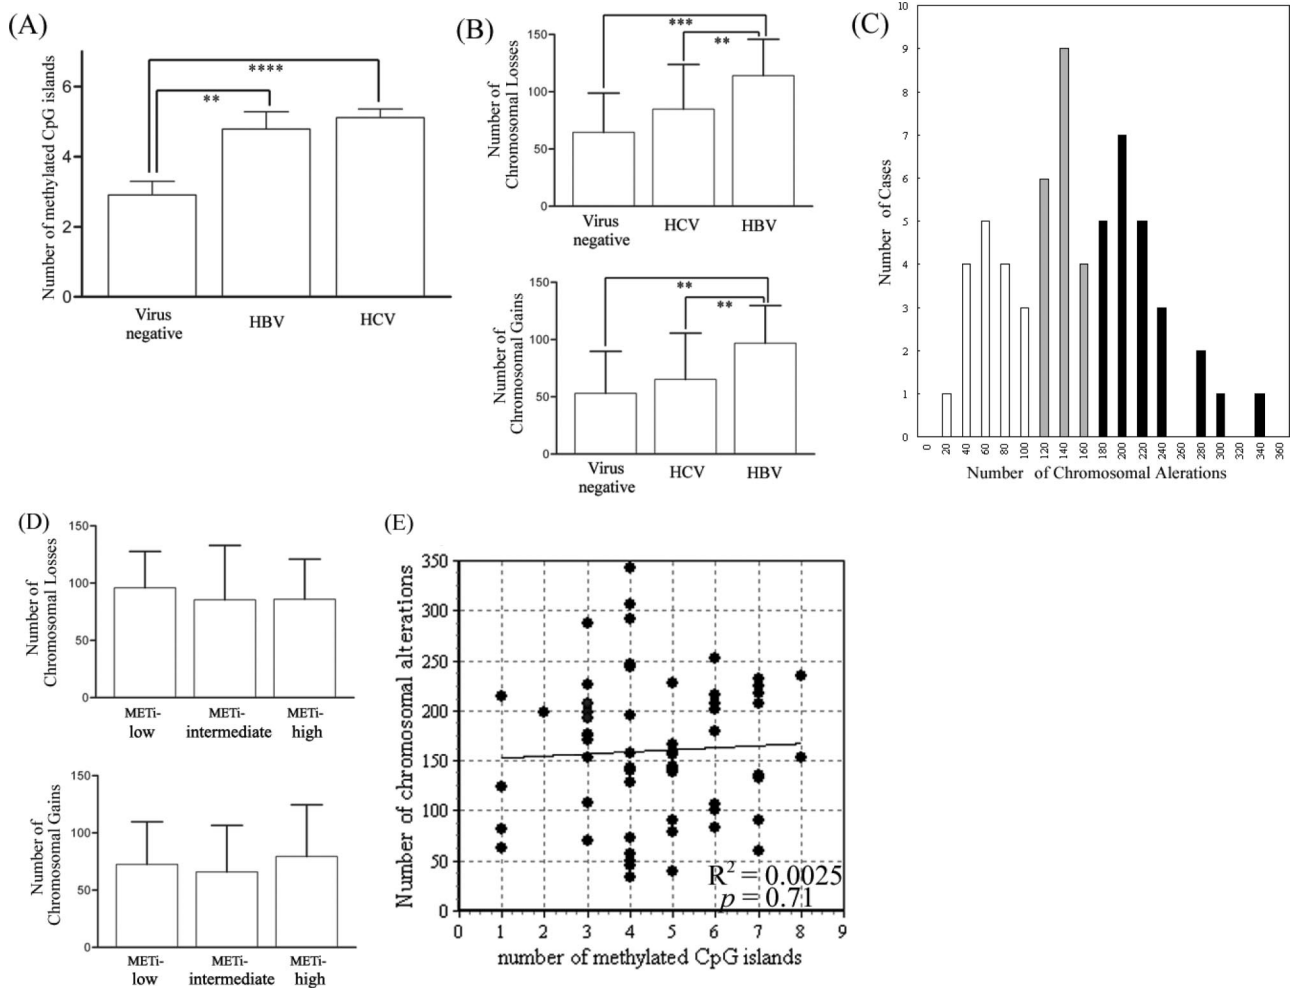 (A)
Number of methylated CpG islands
6
4
2
0
****
**
Virus
negative
HBV
HCV
(B)
Number of
Chromosomal Losses
150
100
50
0
***
**
Virus
negative
HCV
HBV
Number of
Chromosomal Gains
150
100
50
0
**
**
Virus
negative
HCV
HBV
(C)
Number of Cases
10
9
8
7
6
5
4
3
2
1
0
0 20 40 60 80 100 120 140 160 180 200 220 240 260 280 300 320 340 360
Number of Chromosomal Alerations
(D)
Number of
Chromosomal Losses
150
100
50
0
METi-
low
METi-
intermediate
METi-
high
Number of
Chromosomal Gains
150
100
50
0
METi-
low
METi-
intermediate
METi-
high
(E)
Number of chromosomal alterations
350
300
250
200
150
100
50
0
R² = 0.0025
p = 0.71
0 1 2 3 4 5 6 7 8 9
number of methylated CpG islands